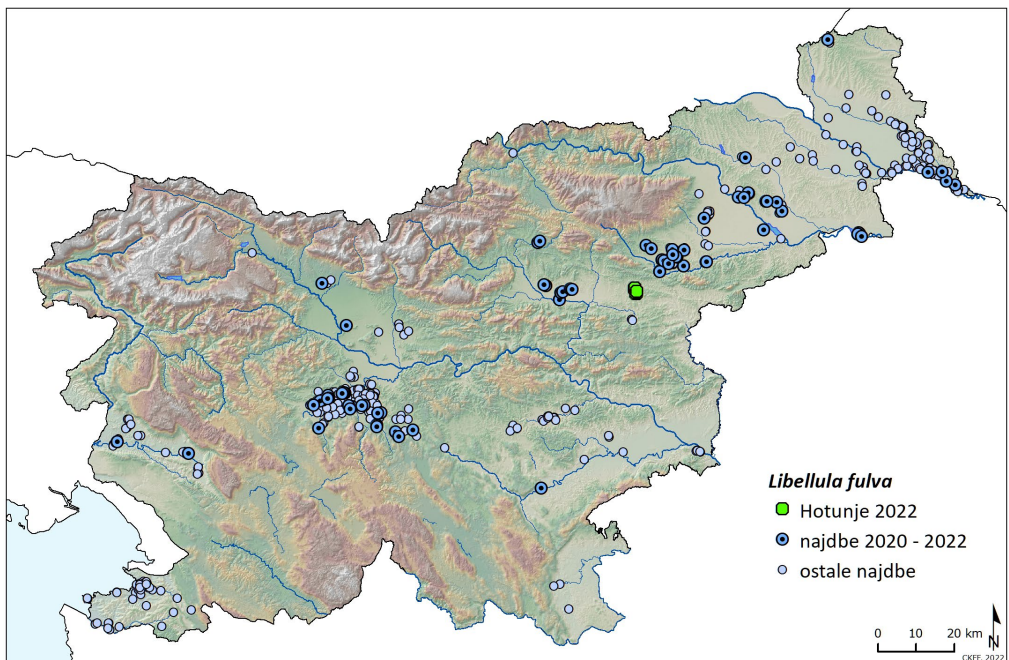 Libellula fulva
Hotunje 2022
najdbe 2020 - 2022
ostale najdbe
0 10 20 km
N
CKFF, 2022